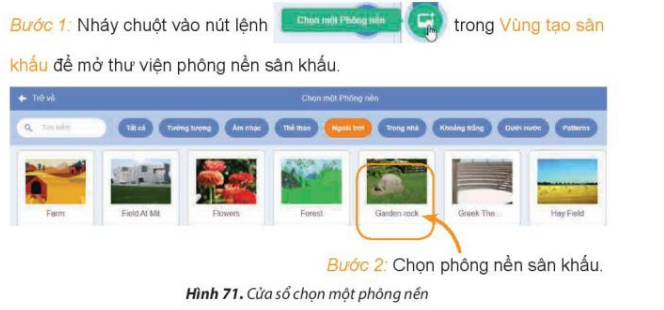 Bước 1: Nháy chuột vào nút lệnh Chọn một Phông nền trong Vùng tạo sân
khấu để mở thư viện phông nền sân khấu.
Trở về Chọn một Phông nền
Tìm kiếm Tất cả Tưởng tượng Âm nhạc Thể thao Ngoài trời Trong nhà Khoảng trắng Dưới nước Patterns
Farm Field At Mit Flowers Forest Garden-rock Greek The... Hay Field
Bước 2: Chọn phông nền sân khấu.
Hình 71. Cửa sổ chọn một phông nền